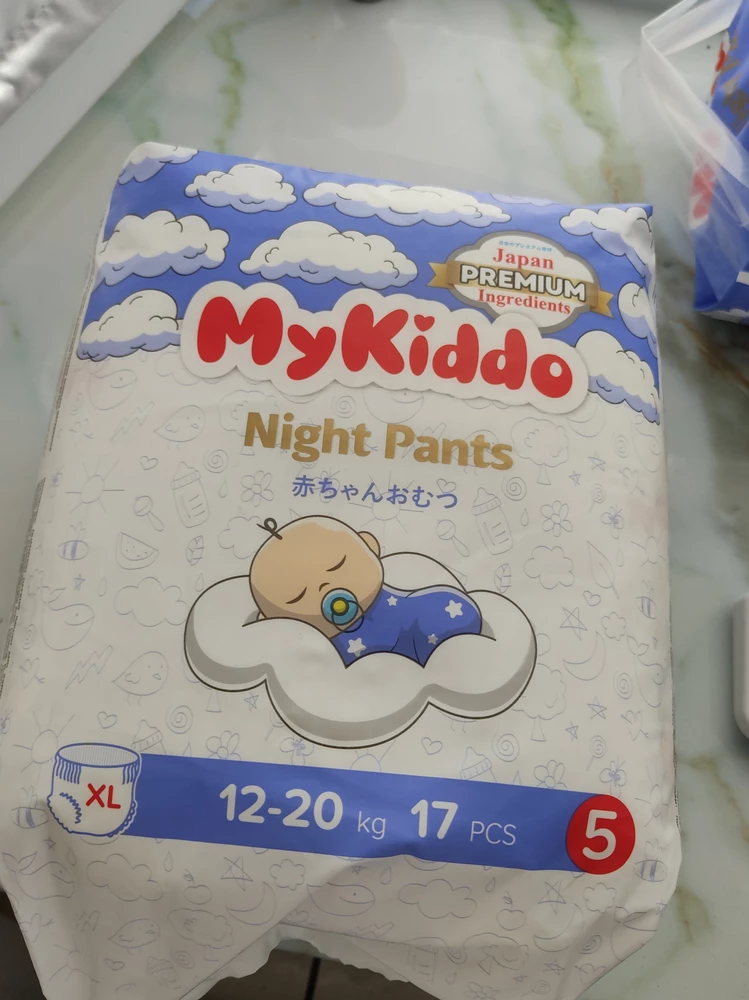 Japan
PREMIUM
Ingredients
MyKiddo
Night Pants
赤ちゃんおむつ
XL
12-20 kg 17 PCS
5